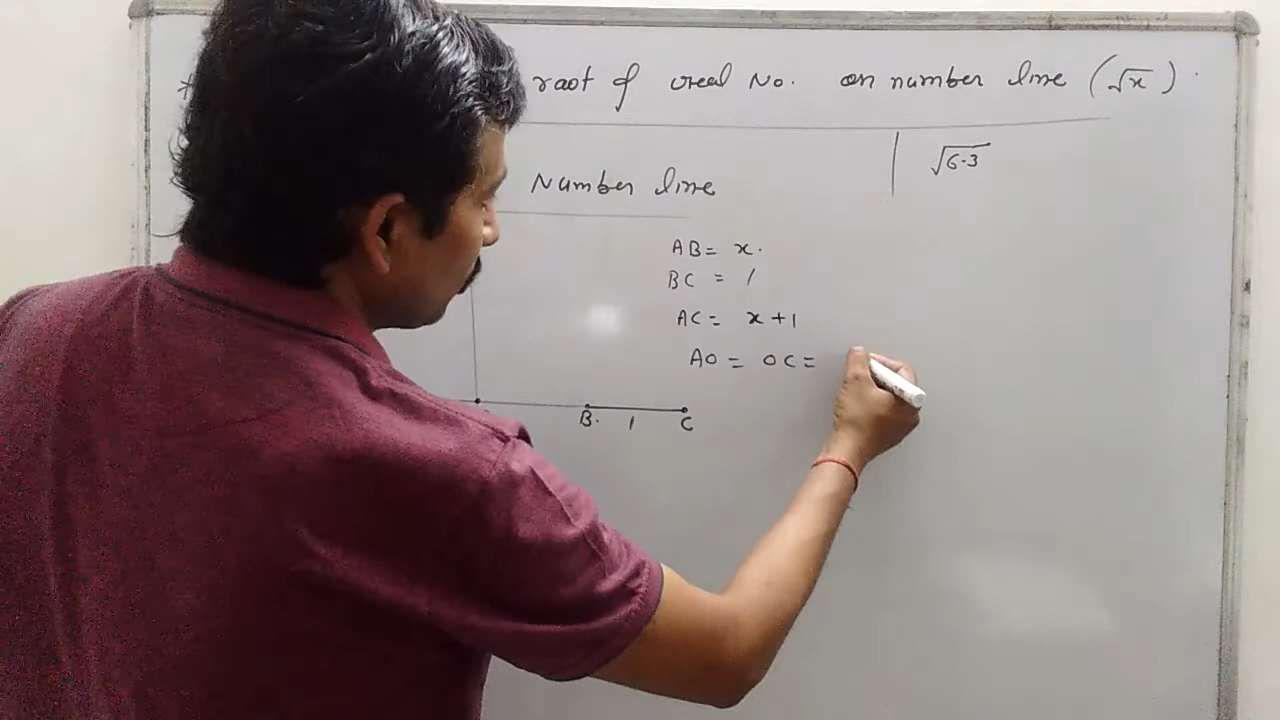 root of real No. on number line (√x).
√6.3
Number line
AB = x.
BC = 1
AC = x + 1
AO = OC =
B. 1 C